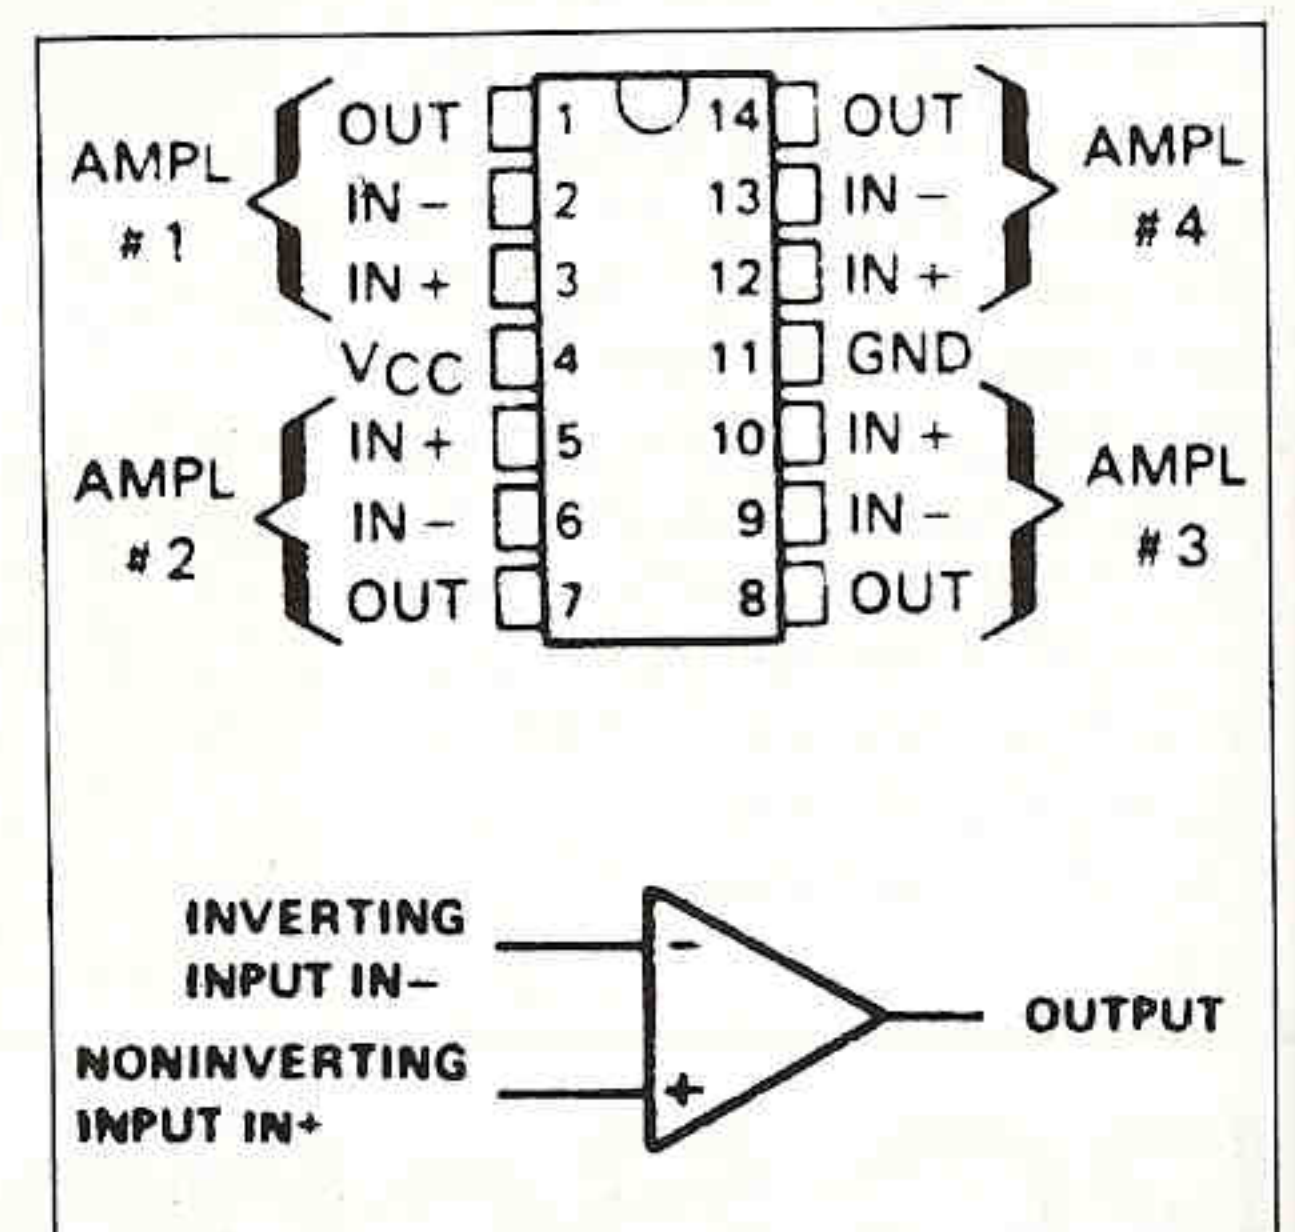 OUT 1 14 OUT
AMPL #1
IN − 2 13 IN −
AMPL #4
IN + 3 12 IN +
VCC 4 11 GND
IN + 5 10 IN +
AMPL #2
IN − 6 9 IN −
AMPL #3
OUT 7 8 OUT
INVERTING
INPUT IN−
−
OUTPUT
NONINVERTING
INPUT IN+
+